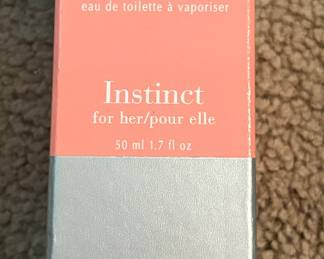 eau de toilette à vaporiser
Instinct
for her/pour elle
50 ml 1.7 fl oz